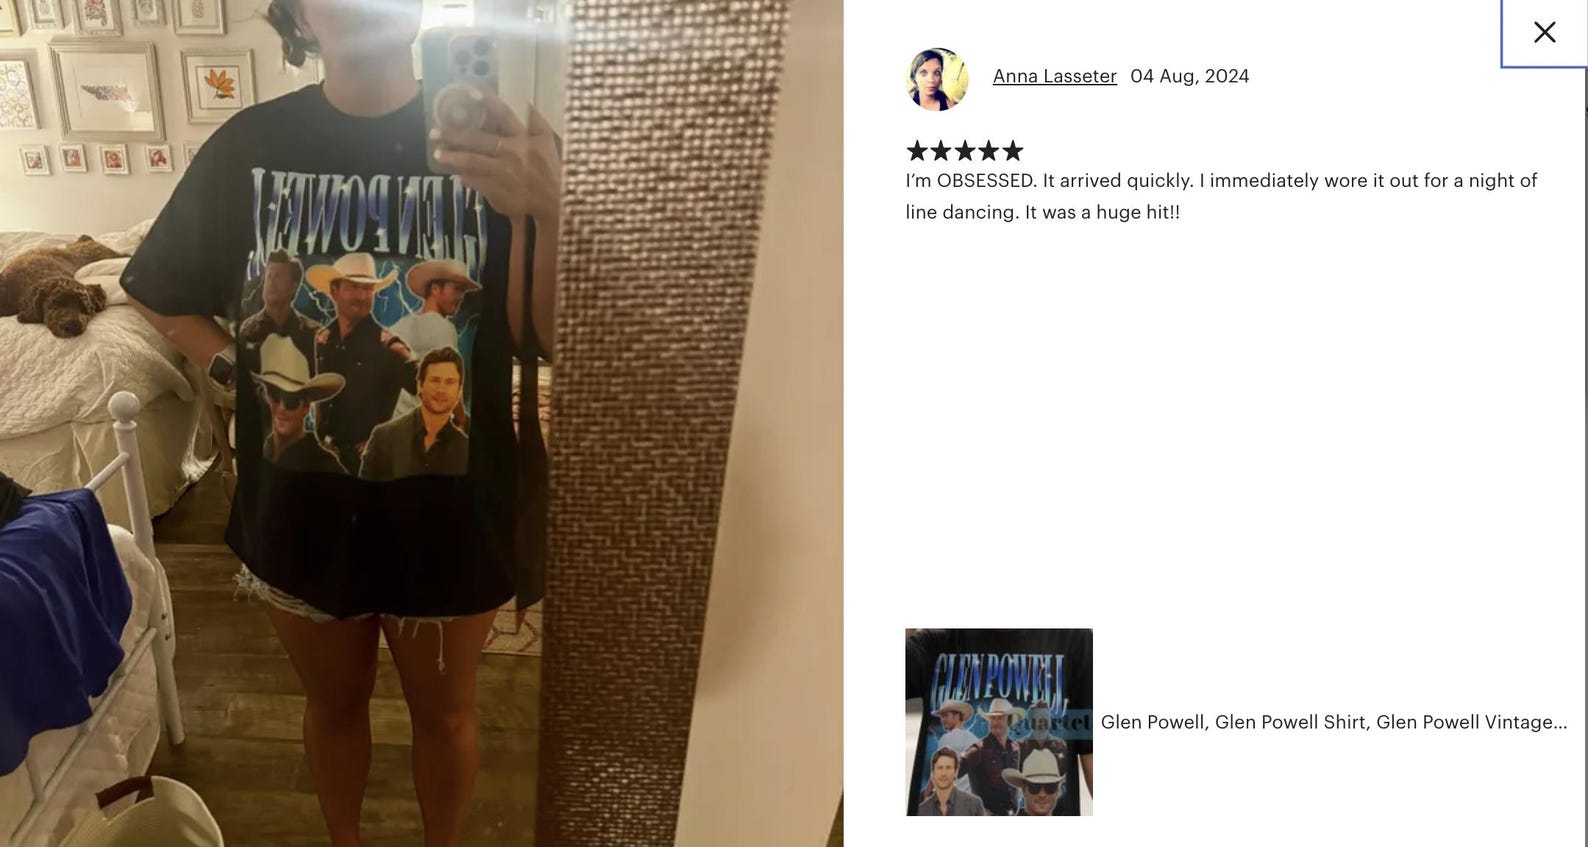 GLEN POWELL
Anna Lasseter 04 Aug, 2024
I’m OBSESSED. It arrived quickly. I immediately wore it out for a night of
line dancing. It was a huge hit!!
GLEN POWELL
Quartet
Glen Powell, Glen Powell Shirt, Glen Powell Vintage...